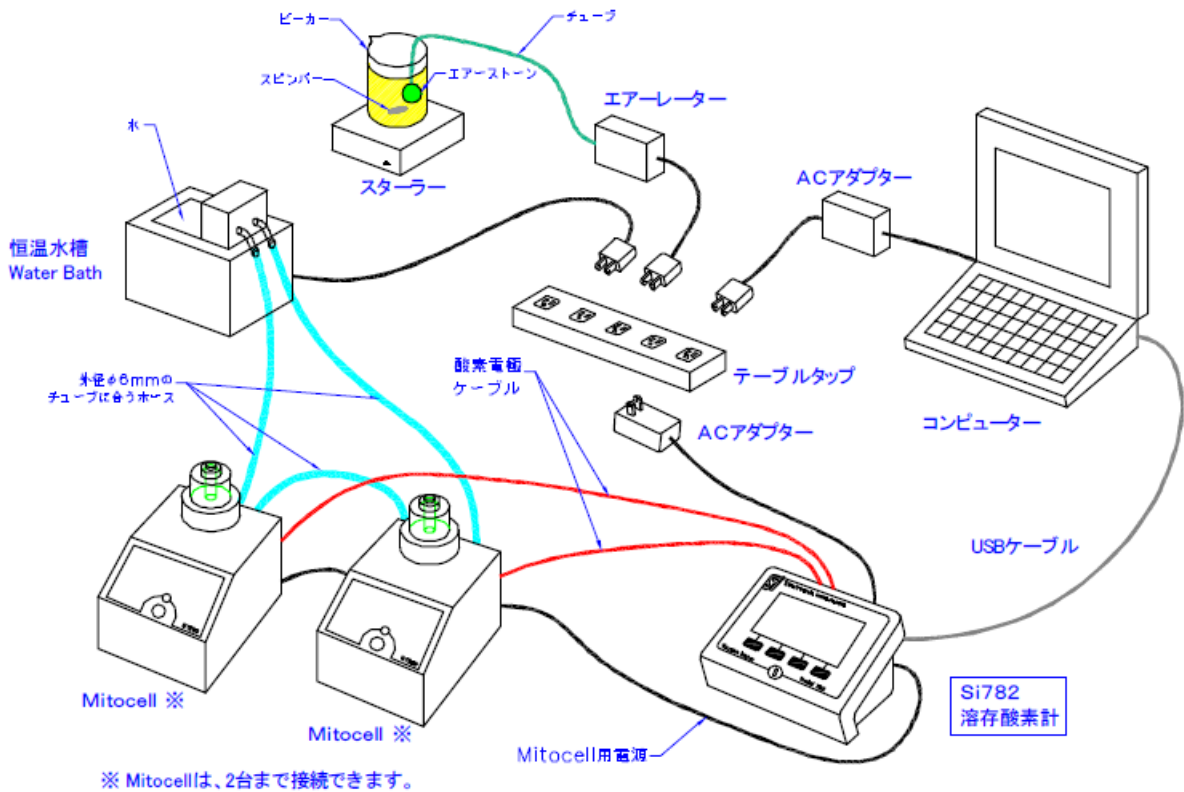 ビーカー
チューブ
スピンバー
エアーストーン
エアーレーター
水
スターラー
ACアダプター
恒温水槽
Water Bath
外径φ6mmの
チューブに合うホース
酸素電極
ケーブル
テーブルタップ
ACアダプター
コンピューター
USBケーブル
Mitocell ※
Mitocell ※
Si782
溶存酸素計
Mitocell用電源
※ Mitocellは、2台まで接続できます。